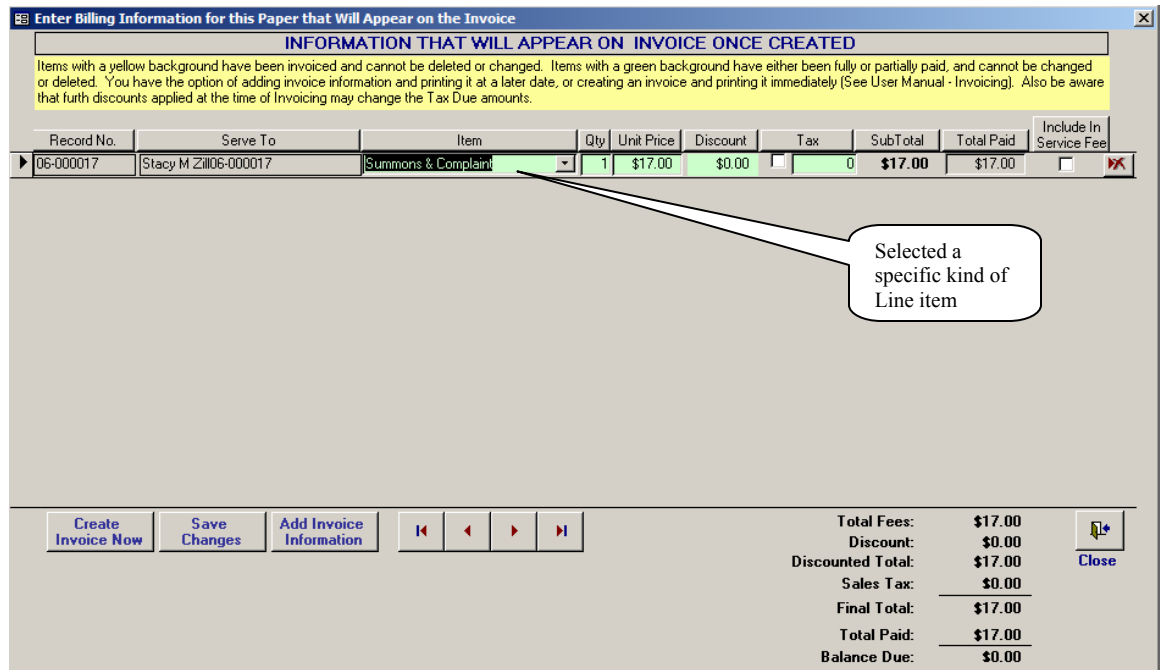 Enter Billing Information for this Paper that Will Appear on the Invoice
INFORMATION THAT WILL APPEAR ON INVOICE ONCE CREATED
Items with a yellow background have been invoiced and cannot be deleted or changed. Items with a green background have either been fully or partially paid, and cannot be changed
or deleted. You have the option of adding invoice information and printing it at a later date, or creating an invoice and printing it immediately (See User Manual - Invoicing). Also be aware
that furth discounts applied at the time of Invoicing may change the Tax Due amounts.
Record No. Serve To Item Qty Unit Price Discount Tax SubTotal Total Paid Include In Service Fee
06-000017 Stacy M Zill06-000017 Summons & Complaint 1 $17.00 $0.00 0 $17.00 $17.00
Selected a
specific kind of
Line item
Create
Invoice Now
Save
Changes
Add Invoice
Information
Total Fees: $17.00
Discount: $0.00
Discounted Total: $17.00
Sales Tax: $0.00
Final Total: $17.00
Total Paid: $17.00
Balance Due: $0.00
Close